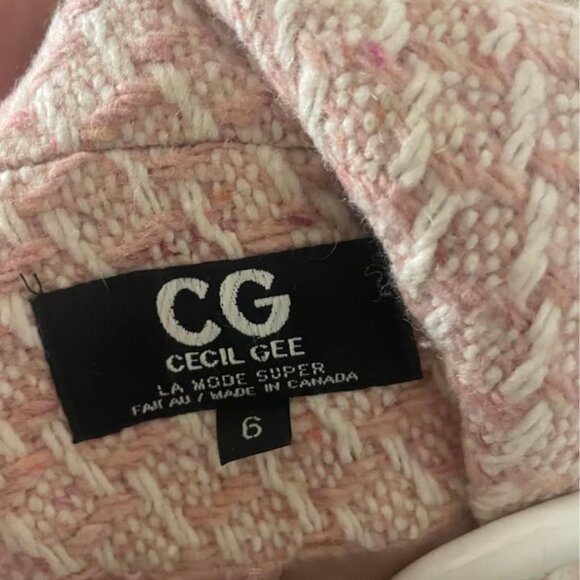 CG
CECIL GEE
LA MODE SUPER
FAIT AU / MADE IN CANADA
6